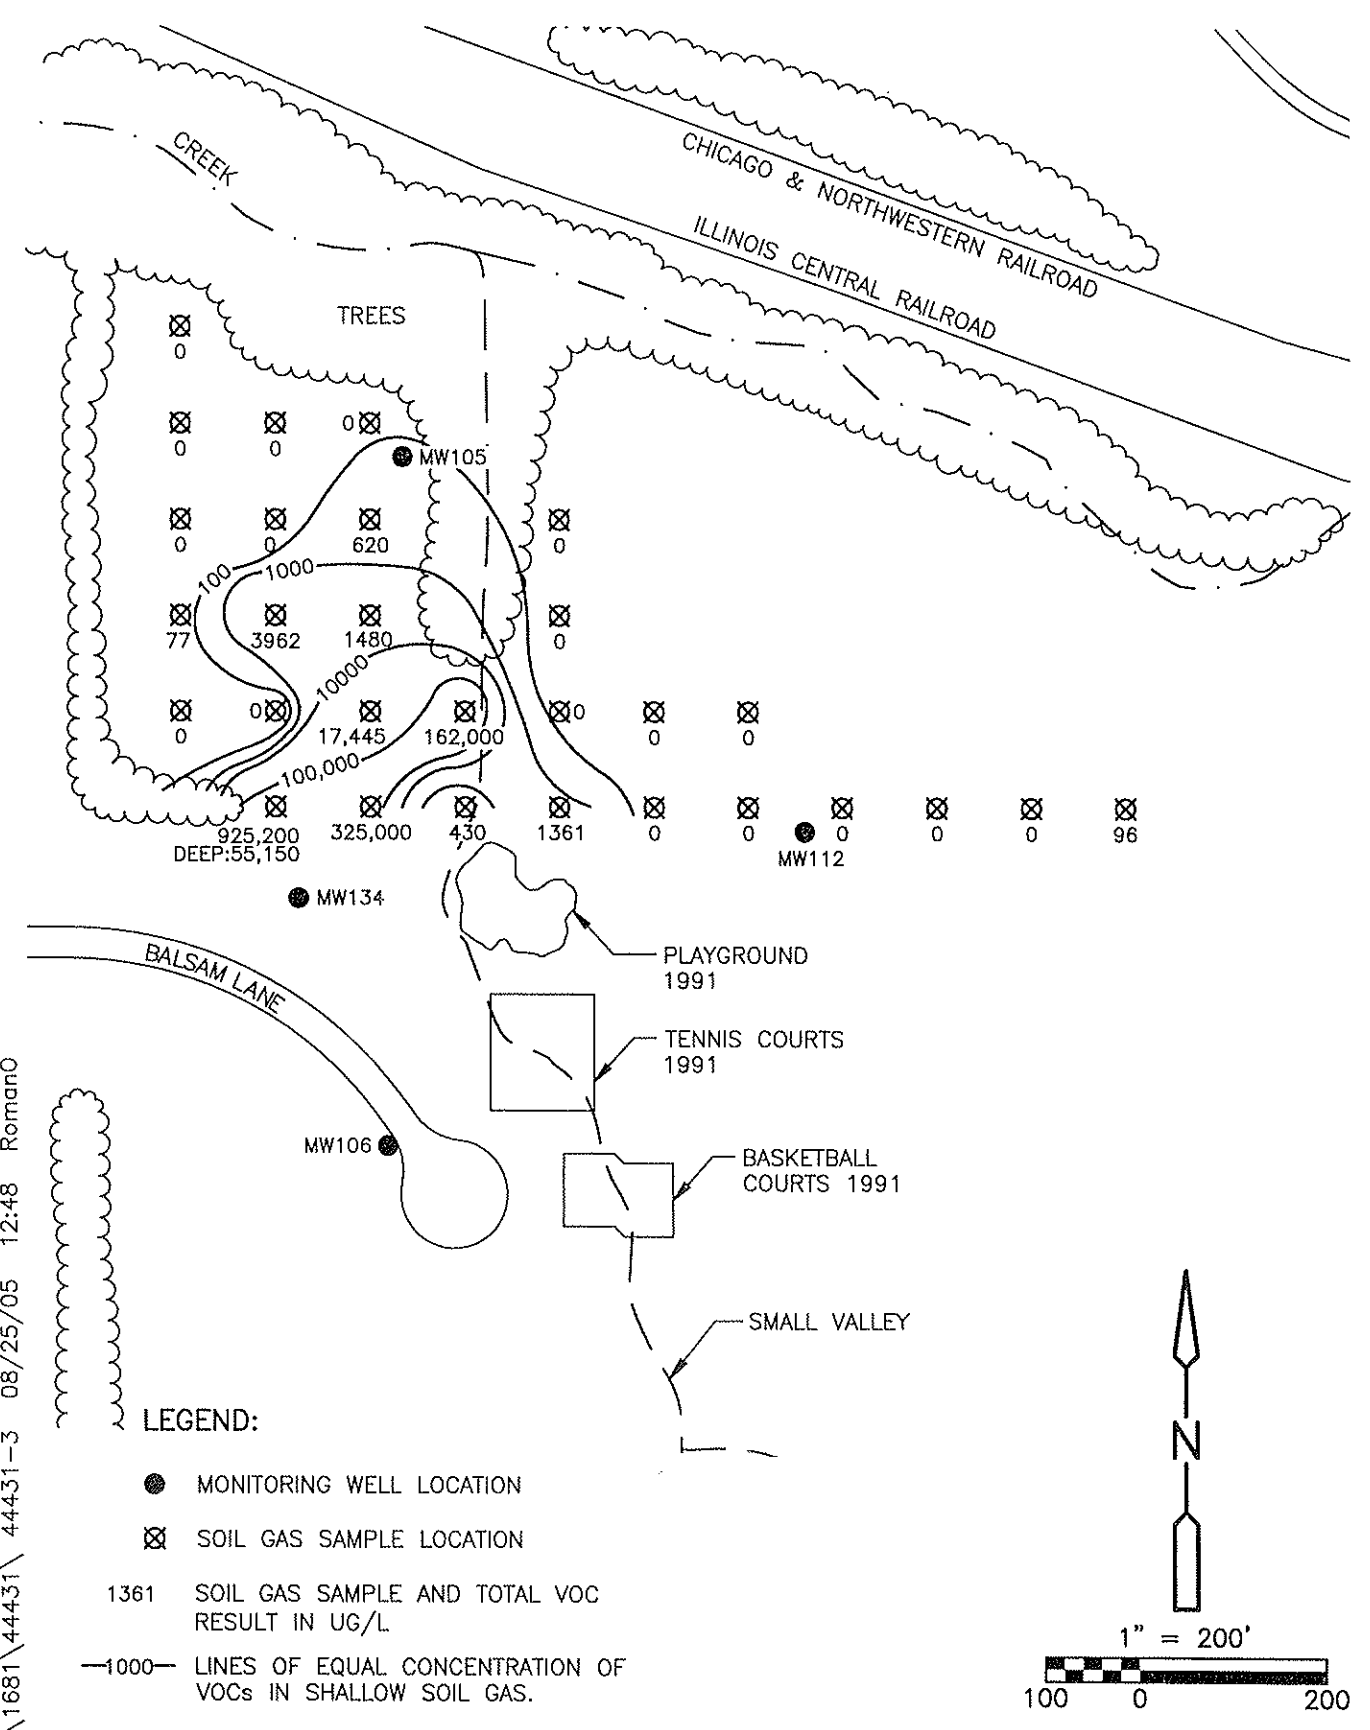 CREEK
CHICAGO & NORTHWESTERN RAILROAD
ILLINOIS CENTRAL RAILROAD
TREES
0
0
0
0
MW105
0
0
620
0
100
1000
77
3962
1480
0
10000
0
0
17,445
162,000
0
0
0
100,000
925,200
DEEP:55,150
325,000
430
1361
0
0
0
0
0
96
MW112
MW134
BALSAM LANE
PLAYGROUND
1991
TENNIS COURTS
1991
MW106
BASKETBALL
COURTS 1991
SMALL VALLEY
LEGEND:
MONITORING WELL LOCATION
SOIL GAS SAMPLE LOCATION
1361 SOIL GAS SAMPLE AND TOTAL VOC
RESULT IN UG/L
1000 LINES OF EQUAL CONCENTRATION OF
VOCs IN SHALLOW SOIL GAS.
N
1" = 200'
100 0 200
\1681\44431\ 44431-3 08/25/05 12:48 RomanO